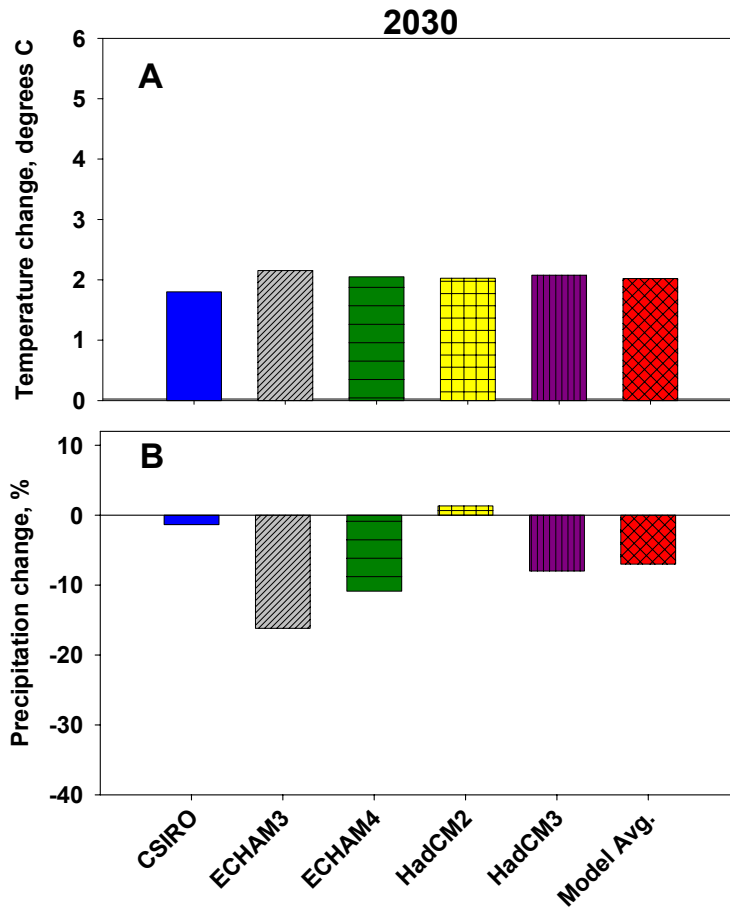 2030
A
Temperature change, degrees C
6
5
4
3
2
1
0
B
Precipitation change, %
10
0
-10
-20
-30
-40
CSIRO
ECHAM3
ECHAM4
HadCM2
HadCM3
Model Avg.